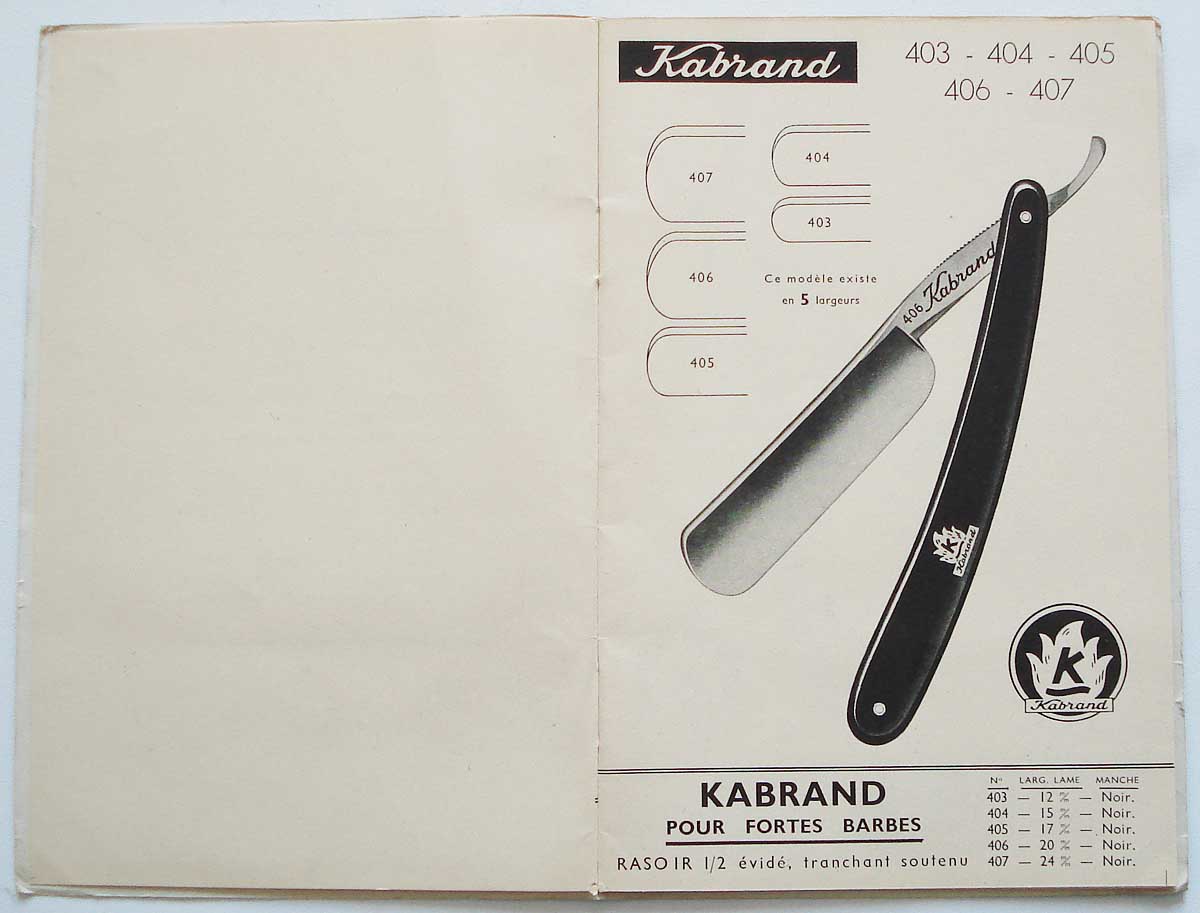 Kabrand
403 - 404 - 405
406 - 407
407
404
403
406
405
Ce modèle existe
en 5 largeurs
406 Kabrand
K
Kabrand
K
Kabrand
KABRAND
POUR FORTES BARBES
RASOIR 1/2 évidé, tranchant soutenu
N° LARG. LAME MANCHE
403 — 12 m/m — Noir.
404 — 15 m/m — Noir.
405 — 17 m/m — Noir.
406 — 20 m/m — Noir.
407 — 24 m/m — Noir.